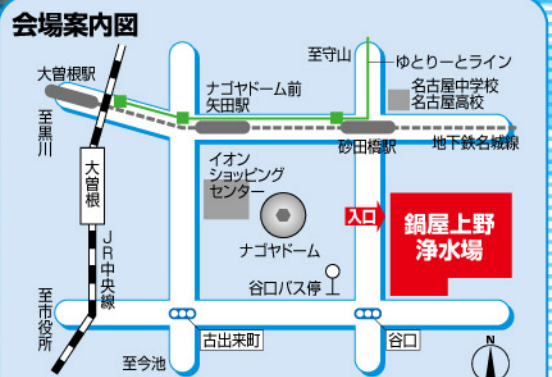 会場案内図
至守山
ゆとりーとライン
大曽根駅
ナゴヤドーム前
矢田駅
名古屋中学校
名古屋高校
至黒川
砂田橋駅
地下鉄名城線
大曽根
イオン
ショッピング
センター
入口
鍋屋上野
浄水場
ナゴヤドーム
JR中央線
谷口バス停
至市役所
古出来町
谷口
至今池
N